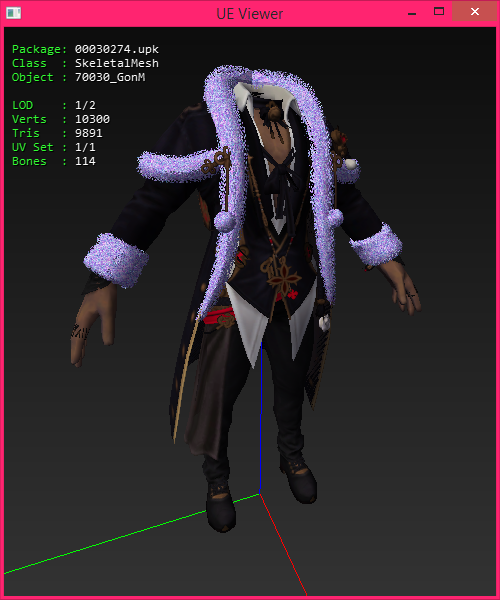 UE Viewer
Package: 00030274.upk
Class  : SkeletalMesh
Object : 70030_GonM
LOD    : 1/2
Verts  : 10300
Tris   : 9891
UV Set : 1/1
Bones  : 114